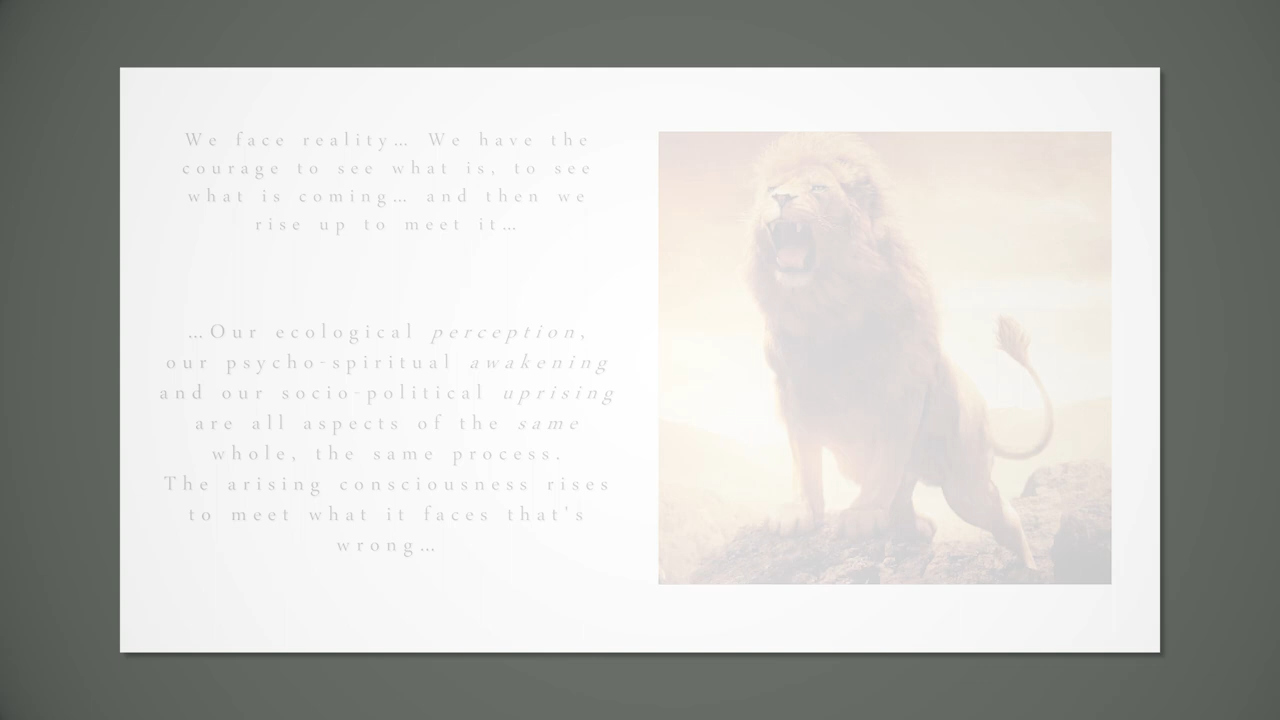 We face reality… We have the
courage to see what is, to see
what is coming… and then we
rise up to meet it…
…Our ecological perception,
our psycho-spiritual awakening
and our socio-political uprising
are all aspects of the same
whole, the same process.
The arising consciousness rises
to meet what it faces that's
wrong…